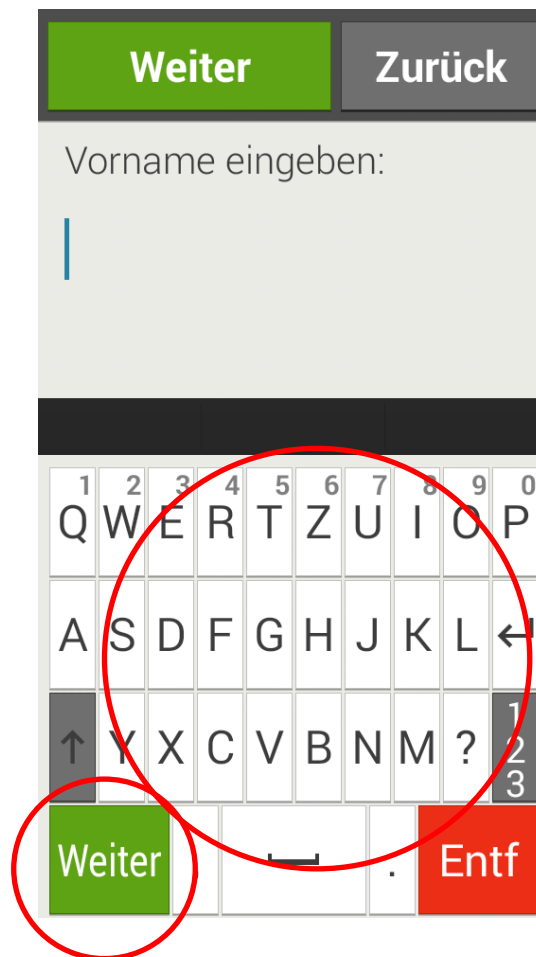 Weiter Zurück
Vorname eingeben:
1 2 3 4 5 6 7 8 9 0
Q W E R T Z U I O P
A S D F G H J K L ↵
↑ Y X C V B N M ? 1 2 3
Weiter . Entf